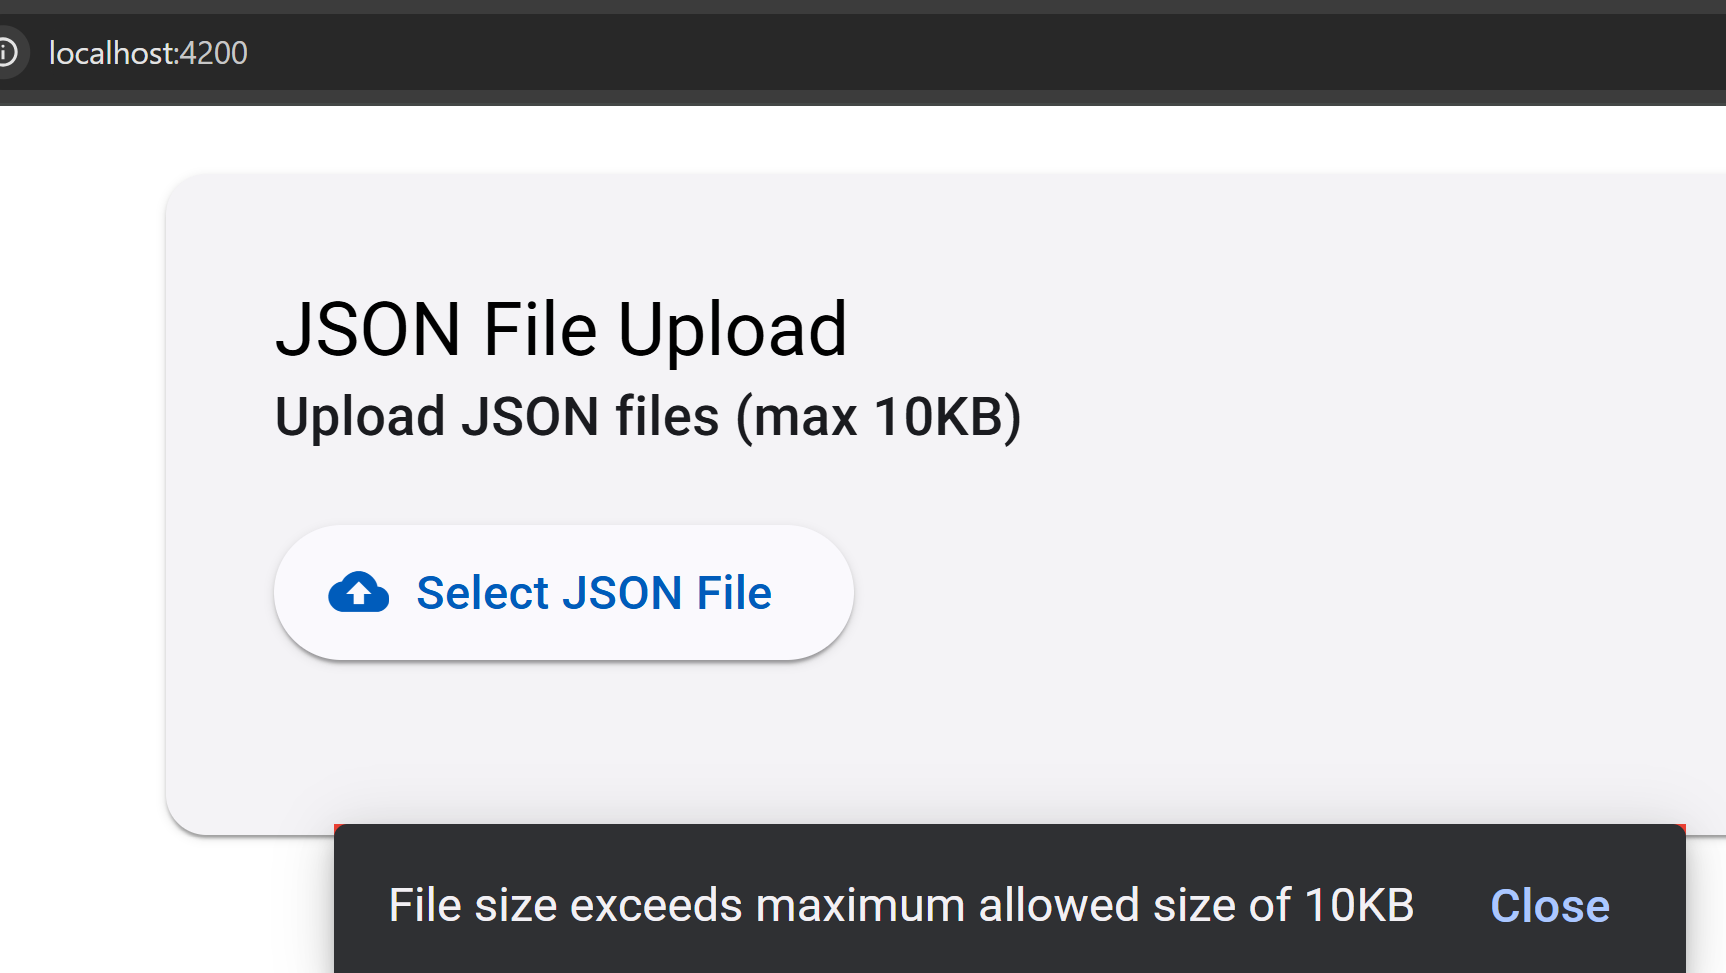 localhost:4200
JSON File Upload
Upload JSON files (max 10KB)
Select JSON File
File size exceeds maximum allowed size of 10KB Close